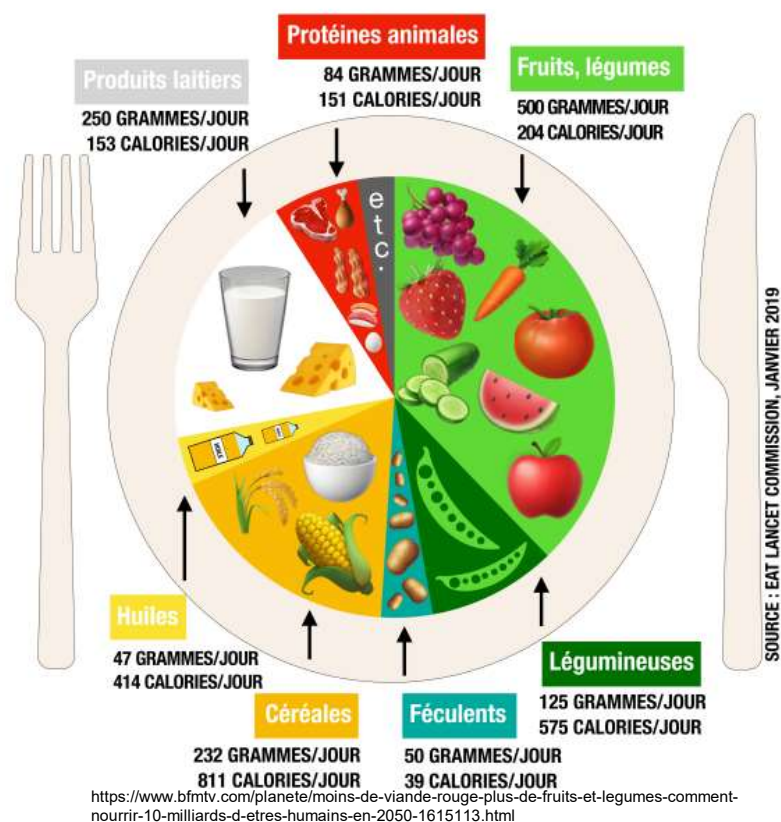 Protéines animales
84 GRAMMES/JOUR
151 CALORIES/JOUR
Produits laitiers
250 GRAMMES/JOUR
153 CALORIES/JOUR
Fruits, légumes
500 GRAMMES/JOUR
204 CALORIES/JOUR
etc.
HUILE
Huiles
47 GRAMMES/JOUR
414 CALORIES/JOUR
Céréales
232 GRAMMES/JOUR
811 CALORIES/JOUR
Féculents
50 GRAMMES/JOUR
39 CALORIES/JOUR
Légumineuses
125 GRAMMES/JOUR
575 CALORIES/JOUR
SOURCE : EAT LANCET COMMISSION, JANVIER 2019
https://www.bfmtv.com/planete/moins-de-viande-rouge-plus-de-fruits-et-legumes-comment-
nourrir-10-milliards-d-etres-humains-en-2050-1615113.html